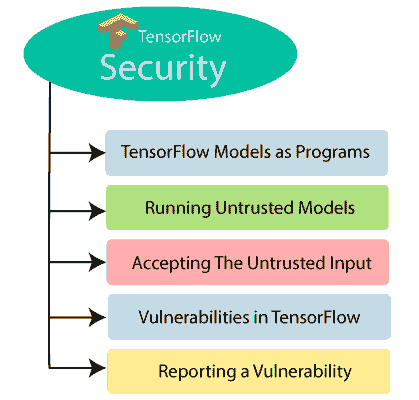 TensorFlow
Security
TensorFlow Models as Programs
Running Untrusted Models
Accepting The Untrusted Input
Vulnerabilities in TensorFlow
Reporting a Vulnerability